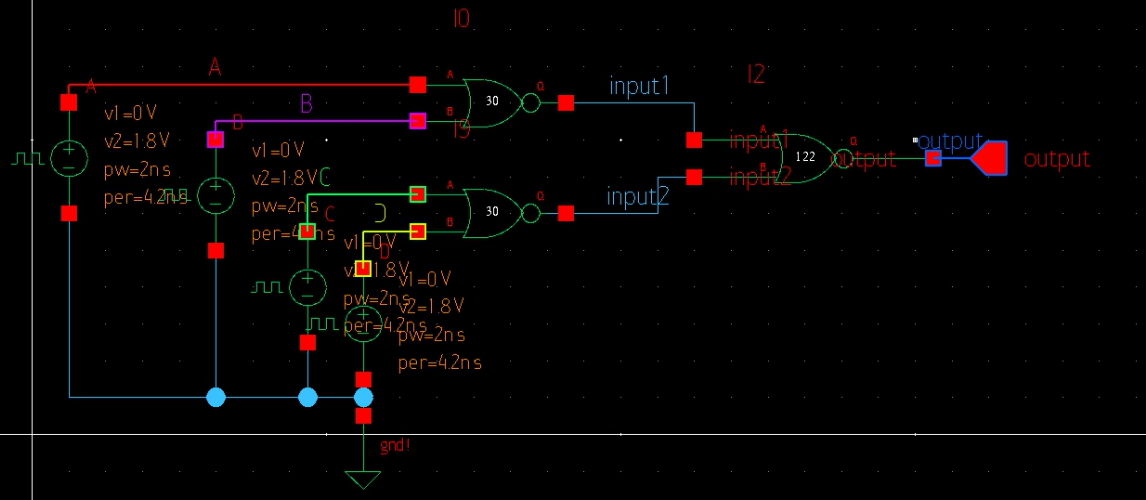 I0
A
A
A
Q
v1=0 V
v2=1.8V
pw=2ns
per=4.2ns
B
B
B
30
input1
I2
I9
v1=0 V
v2=1.8V
pw=2ns
per=4.2ns
C
C
A
Q
B
30
input2
A
Q
B
122
input1
input2
output
output
output
D
D
v1=0V
v2=1.8V
pw=2ns
per=4.2ns
v1=0V
v2=1.8V
pw=2ns
per=4.2ns
gnd!